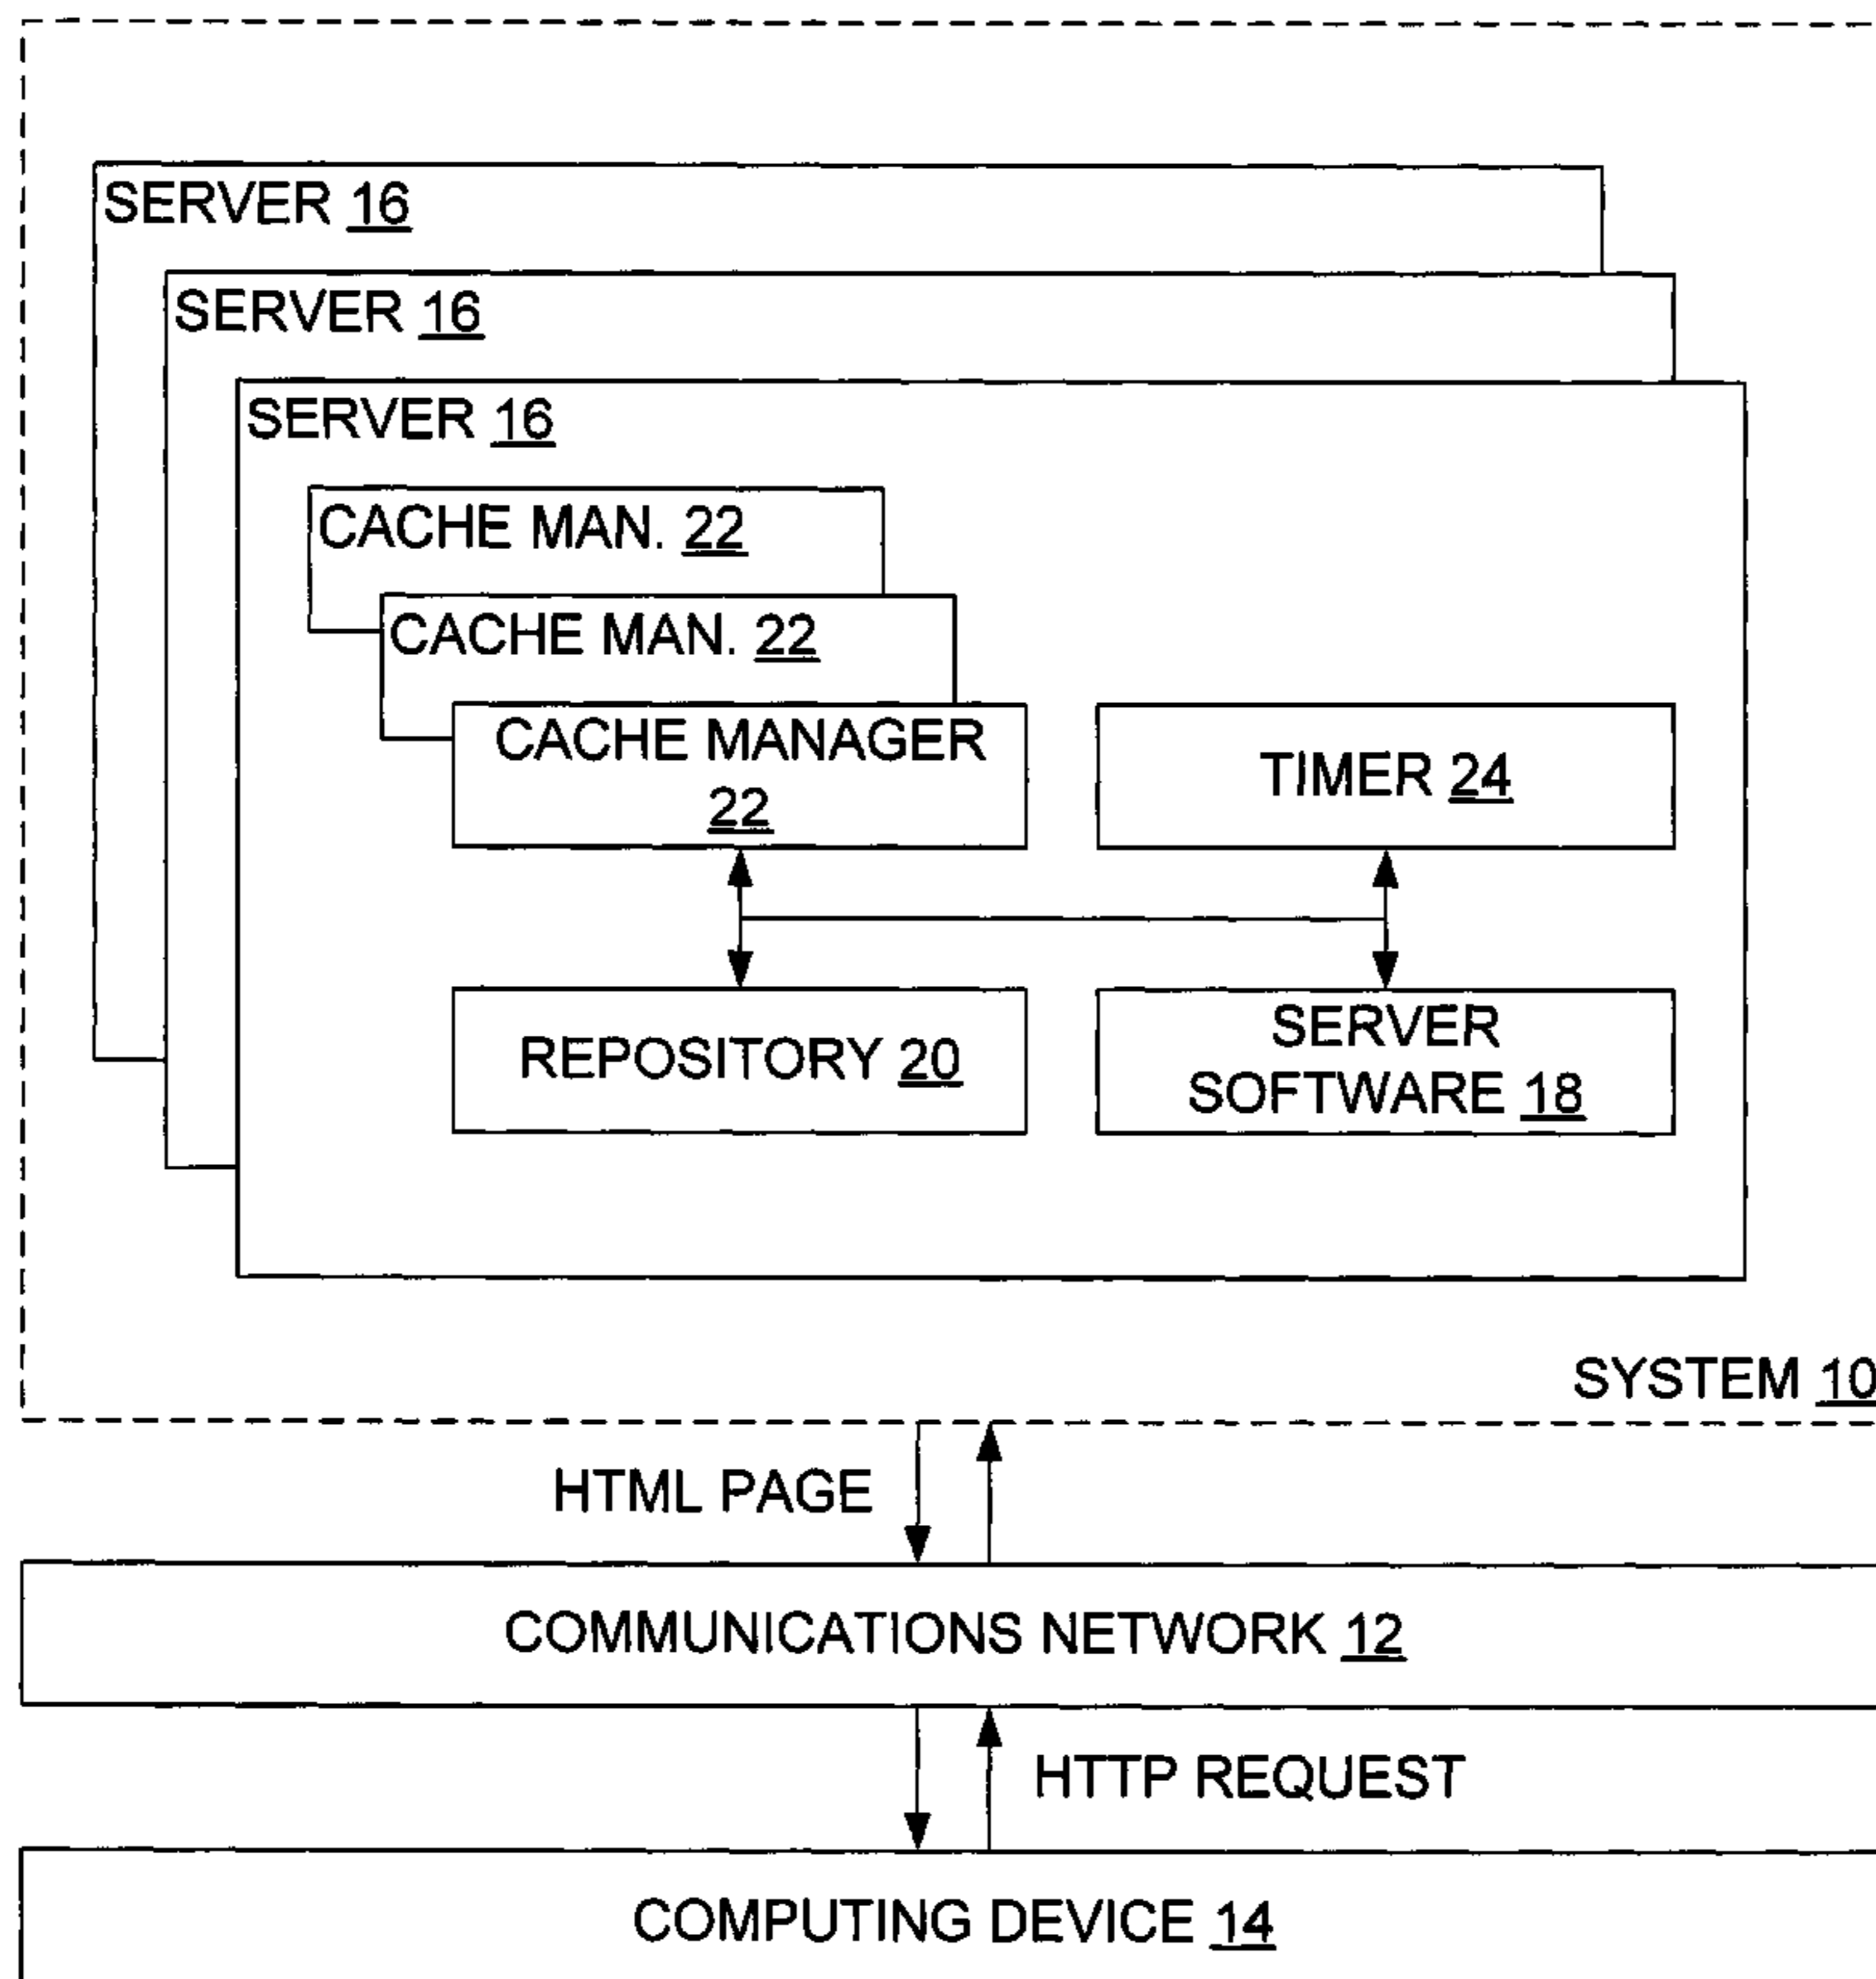 SERVER 16
SERVER 16
SERVER 16
CACHE MAN. 22
CACHE MAN. 22
CACHE MANAGER
22
TIMER 24
REPOSITORY 20
SERVER
SOFTWARE 18
SYSTEM 10
HTML PAGE
COMMUNICATIONS NETWORK 12
HTTP REQUEST
COMPUTING DEVICE 14